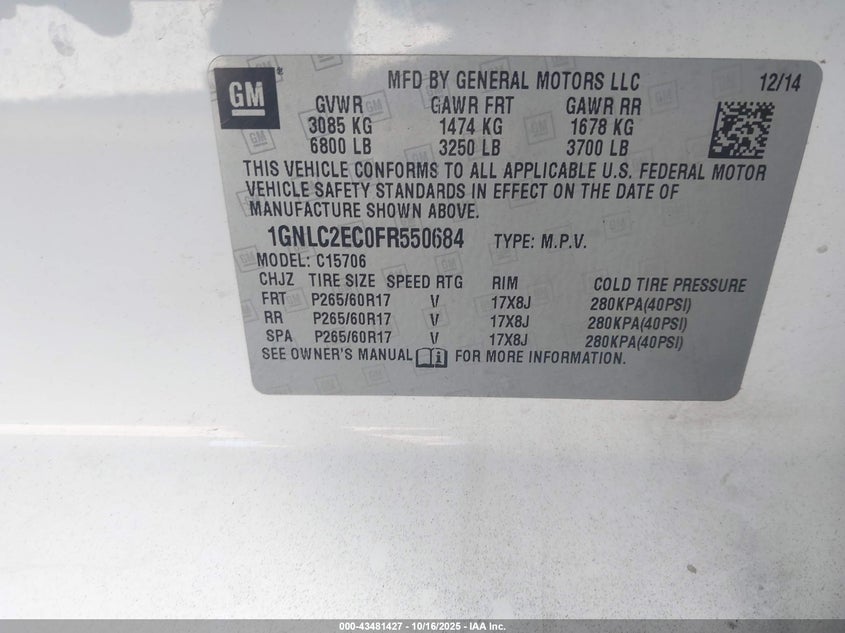 GM
MFD BY GENERAL MOTORS LLC 12/14
GVWR GAWR FRT GAWR RR
3085 KG 1474 KG 1678 KG
6800 LB 3250 LB 3700 LB
THIS VEHICLE CONFORMS TO ALL APPLICABLE U.S. FEDERAL MOTOR
VEHICLE SAFETY STANDARDS IN EFFECT ON THE DATE OF
MANUFACTURE SHOWN ABOVE.
1GNLC2EC0FR550684 TYPE: M.P.V.
MODEL: C15706
CHJZ TIRE SIZE SPEED RTG RIM COLD TIRE PRESSURE
FRT P265/60R17 V 17X8J 280KPA(40PSI)
RR P265/60R17 V 17X8J 280KPA(40PSI)
SPA P265/60R17 V 17X8J 280KPA(40PSI)
SEE OWNER'S MANUAL FOR MORE INFORMATION.
000-43481427 - 10/16/2025 - IAA Inc.